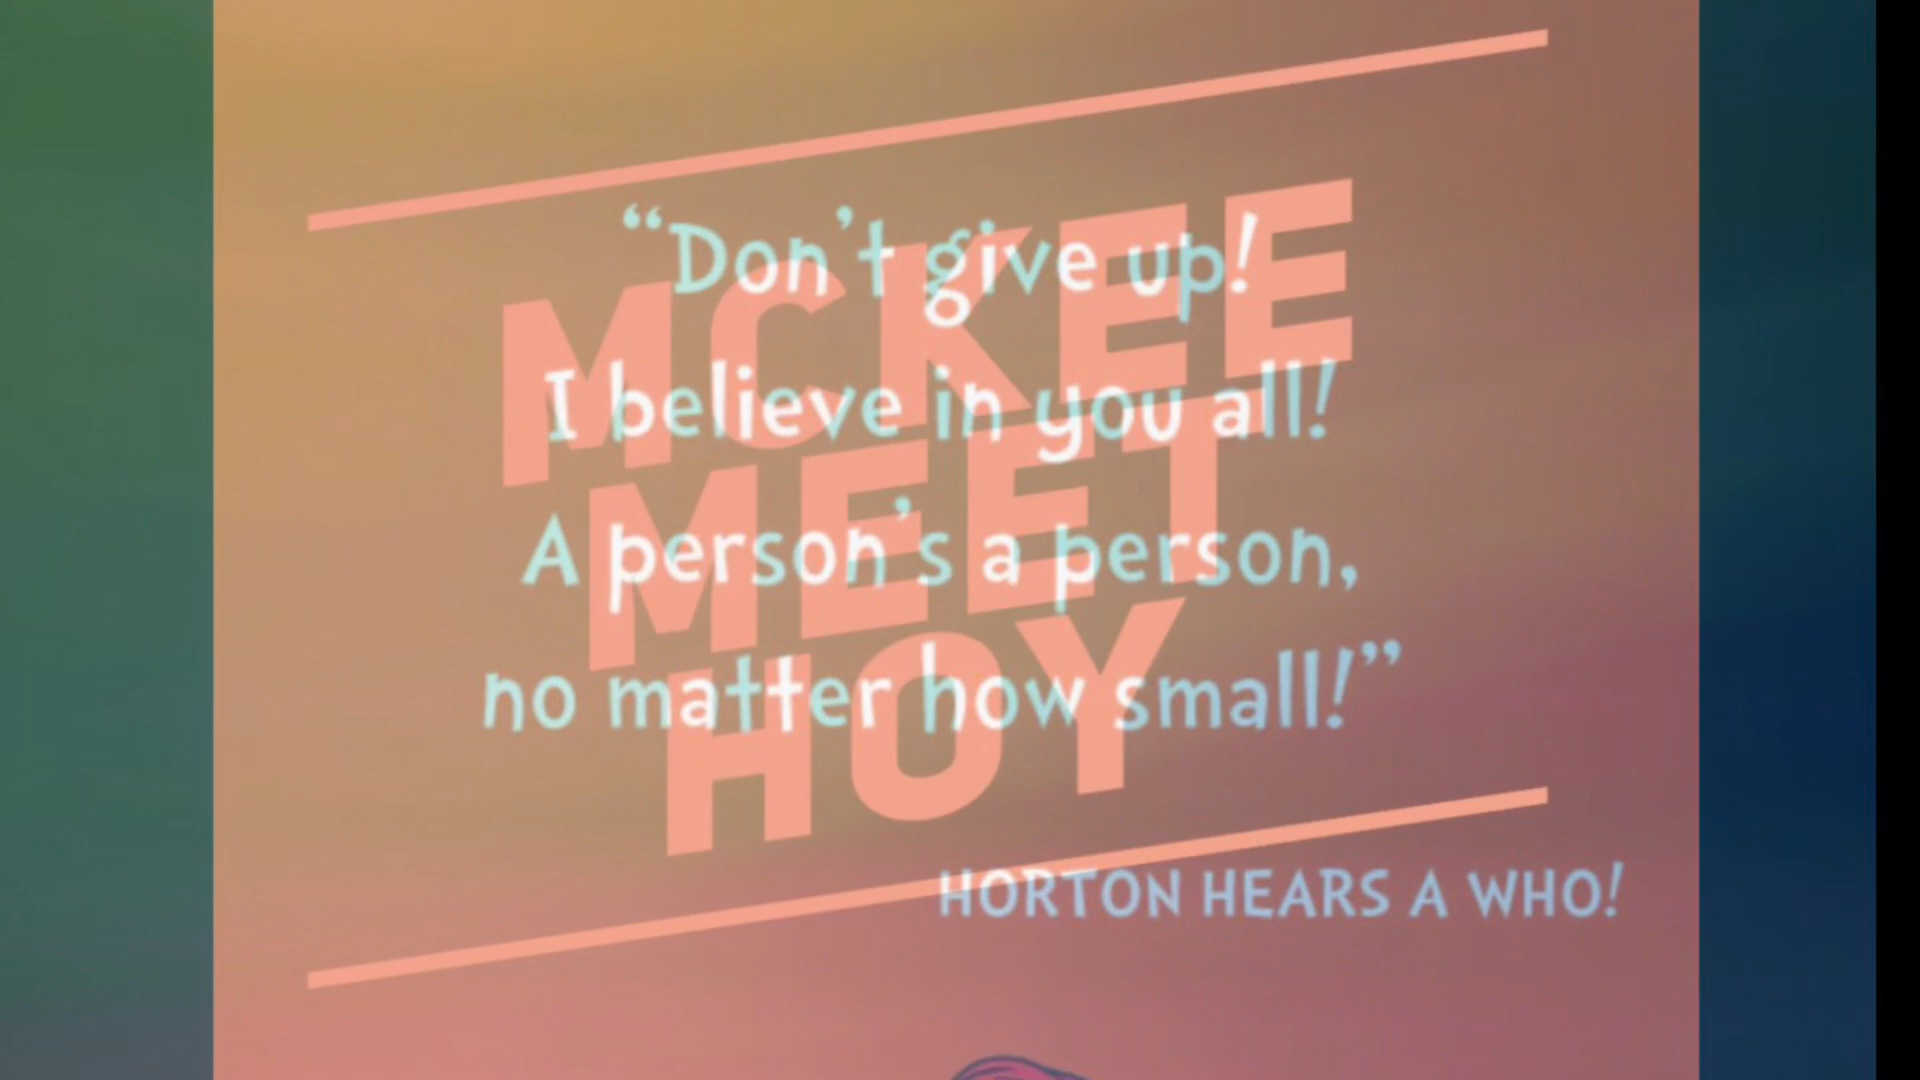 MCKEE
MEET
HOY
“Don’t give up!
I believe in you all!
A person’s a person,
no matter how small!”
HORTON HEARS A WHO!